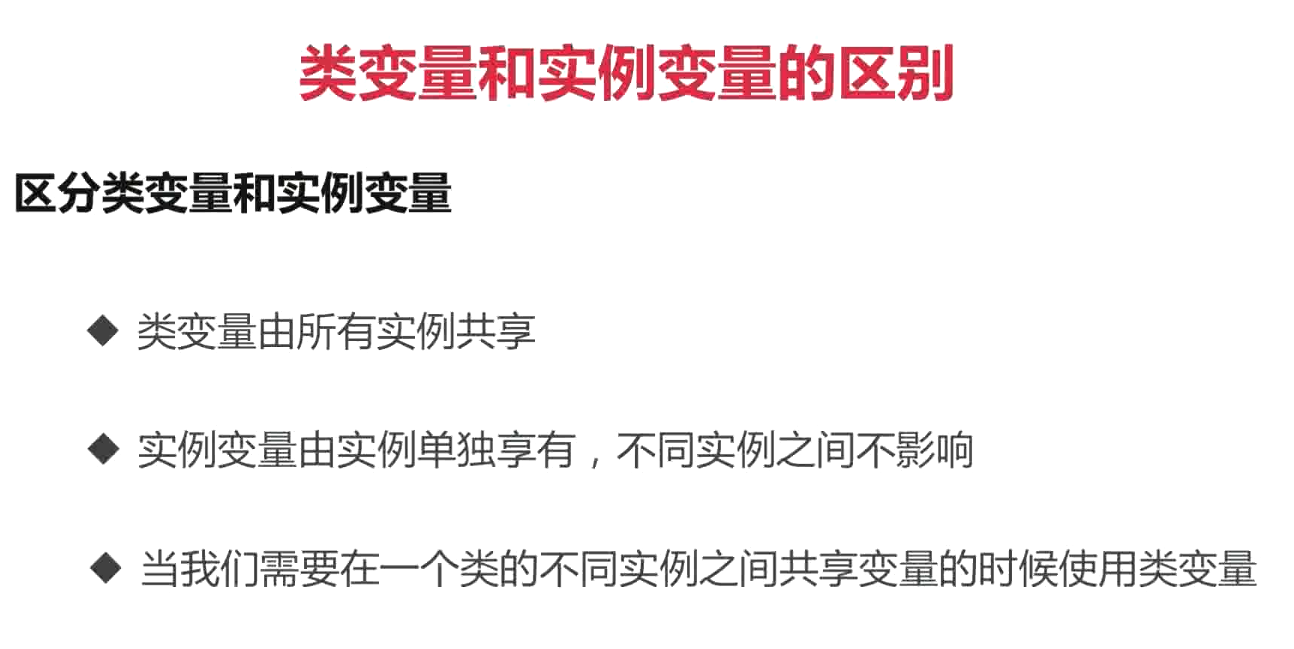 类变量和实例变量的区别
区分类变量和实例变量
◆ 类变量由所有实例共享
◆ 实例变量由实例单独享有，不同实例之间不影响
◆ 当我们需要在一个类的不同实例之间共享变量的时候使用类变量